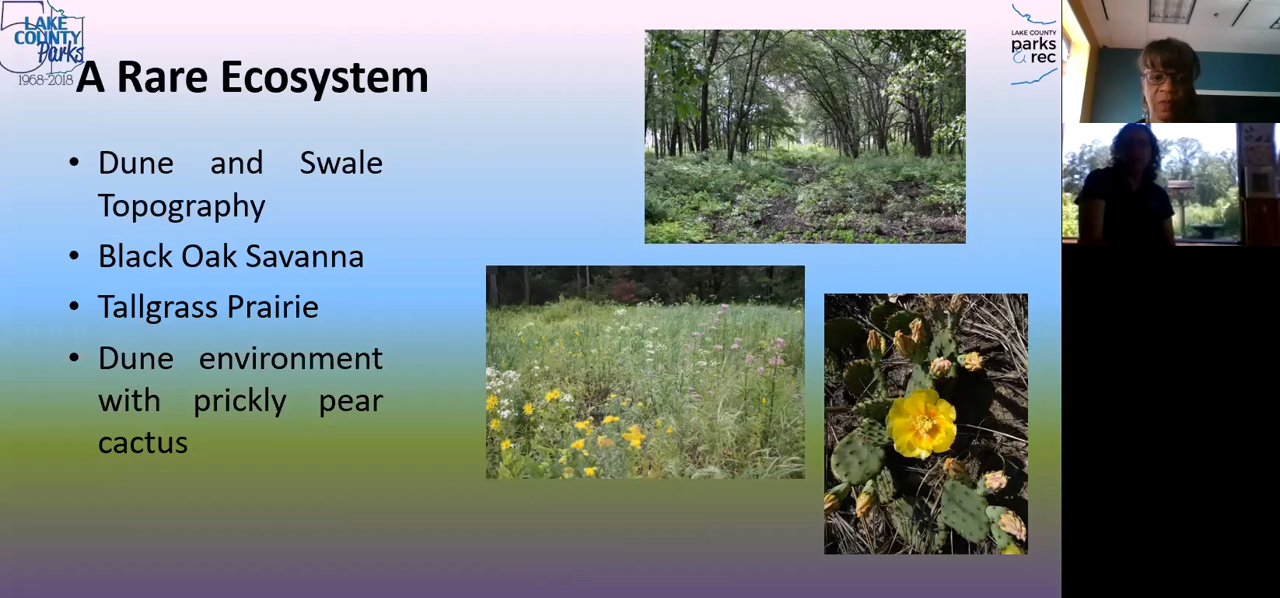 LAKE
COUNTY
Parks
1968-2018
A Rare Ecosystem
LAKE COUNTY
parks
& rec
• Dune and Swale
Topography
• Black Oak Savanna
• Tallgrass Prairie
• Dune environment
with prickly pear
cactus